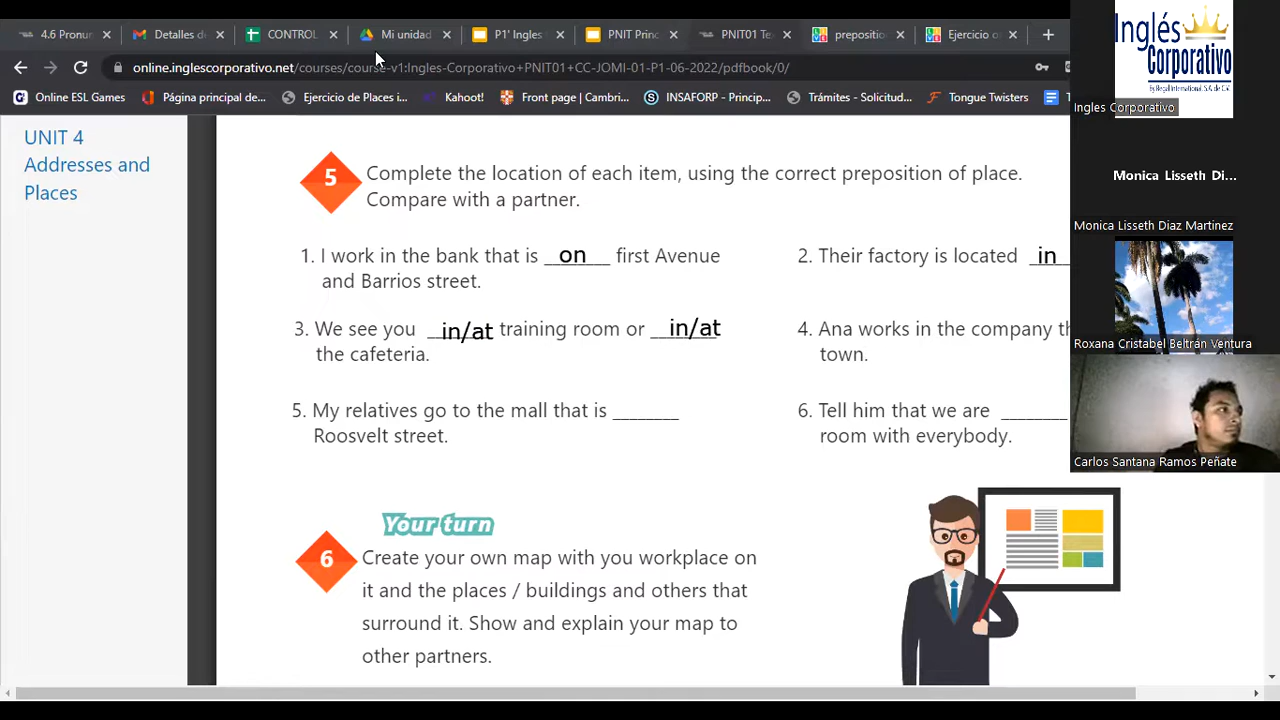 4.6 Pronun
Detalles d
CONTROL
Mi unidad
P1' Ingles
PNIT Princ
PNIT01 Te
preposition
Ejercicio o
online.inglescorporativo.net/courses/course-v1:Ingles-Corporativo+PNIT01+CC-JOMI-01-P1-06-2022/pdfbook/0/
Online ESL Games
Página principal de...
Ejercicio de Places i...
Kahoot!
Front page | Cambri...
INSAFORP - Princip...
Trámites - Solicitud...
Tongue Twisters
UNIT 4
Addresses and
Places
5
Complete the location of each item, using the correct preposition of place.
Compare with a partner.
1. I work in the bank that is on first Avenue
and Barrios street.
2. Their factory is located in
3. We see you in/at training room or in/at
the cafeteria.
4. Ana works in the company th
town.
5. My relatives go to the mall that is ________
Roosvelt street.
6. Tell him that we are ________
room with everybody.
Your turn
6
Create your own map with you workplace on
it and the places / buildings and others that
surround it. Show and explain your map to
other partners.
Inglés
Corporativo
By Regal International, S.A. de C.V.
Ingles Corporativo
Monica Lisseth Di...
Monica Lisseth Diaz Martinez
Roxana Cristabel Beltrán Ventura
Carlos Santana Ramos Peñate